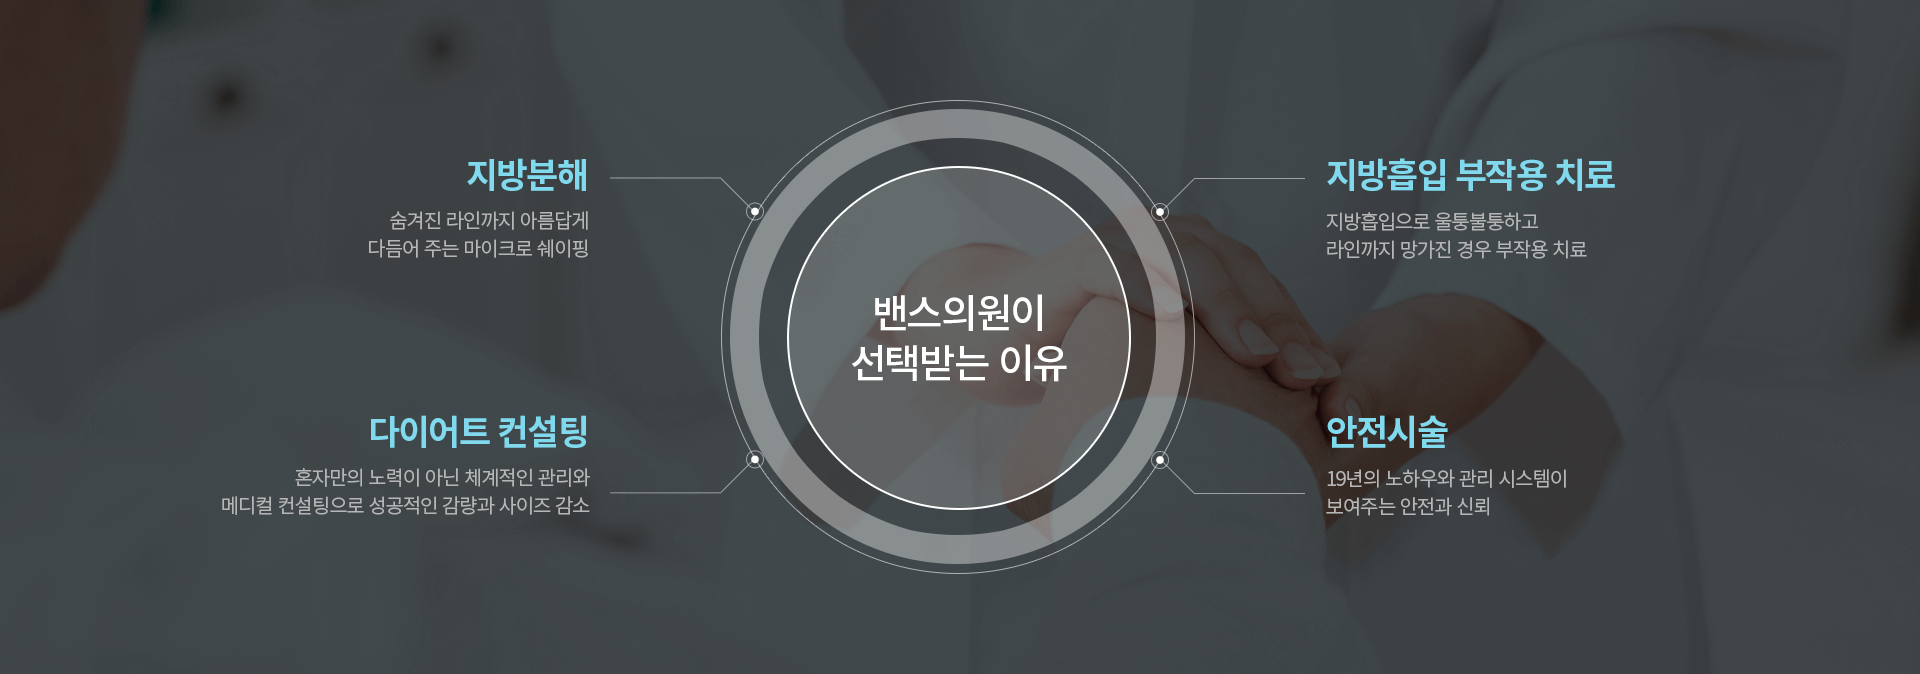 지방분해
숨겨진 라인까지 아름답게
다듬어 주는 마이크로 쉐이핑
지방흡입 부작용 치료
지방흡입으로 울퉁불퉁하고
라인까지 망가진 경우 부작용 치료
밴스의원이
선택받는 이유
다이어트 컨설팅
혼자만의 노력이 아닌 체계적인 관리와
메디컬 컨설팅으로 성공적인 감량과 사이즈 감소
안전시술
19년의 노하우와 관리 시스템이
보여주는 안전과 신뢰